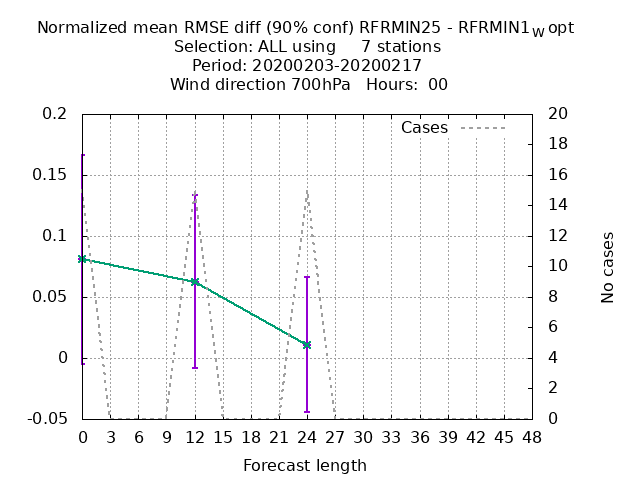 Normalized mean RMSE diff (90% conf) RFRMIN25 - RFRMIN1wopt
Selection: ALL using 7 stations
Period: 20200203-20200217
Wind direction 700hPa Hours: 00
Cases
0.2
0.15
0.1
0.05
0
-0.05
20
18
16
14
12
10
8
6
4
2
0
No cases
0 3 6 9 12 15 18 21 24 27 30 33 36 39 42 45 48
Forecast length